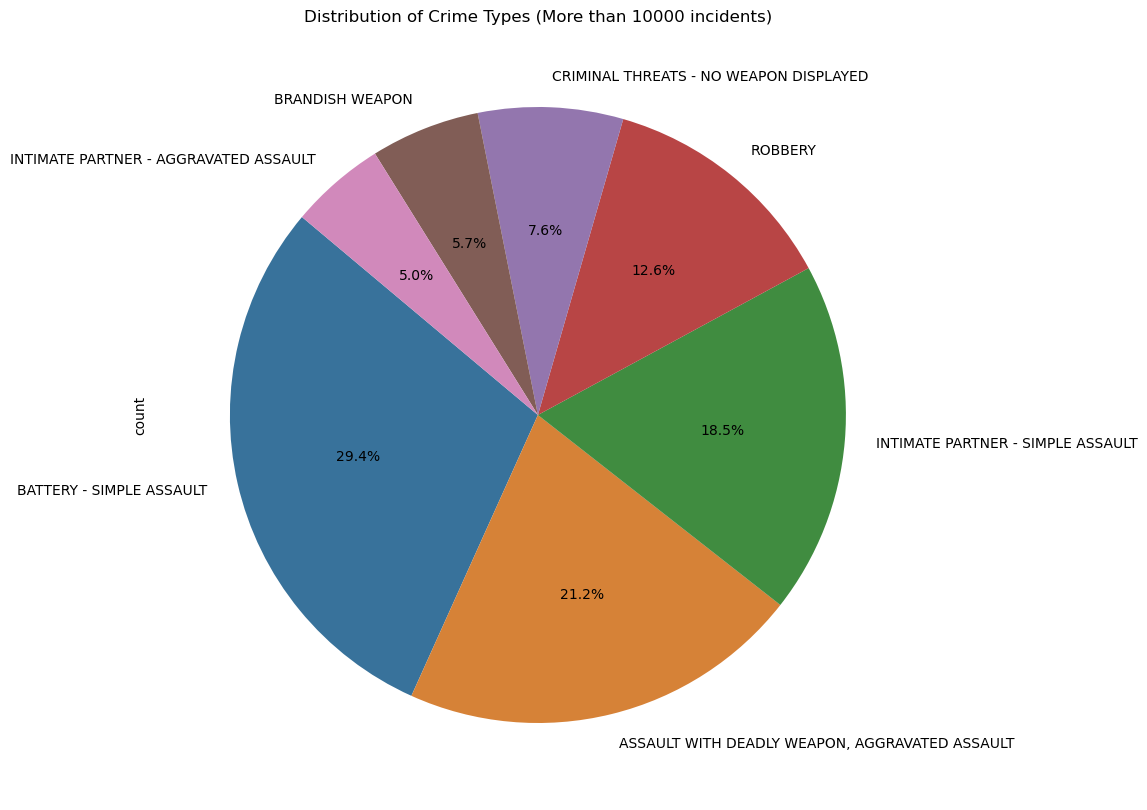 Distribution of Crime Types (More than 10000 incidents)
CRIMINAL THREATS - NO WEAPON DISPLAYED
BRANDISH WEAPON
ROBBERY
INTIMATE PARTNER - AGGRAVATED ASSAULT
7.6%
5.7%
12.6%
5.0%
count
18.5%
INTIMATE PARTNER - SIMPLE ASSAULT
29.4%
BATTERY - SIMPLE ASSAULT
21.2%
ASSAULT WITH DEADLY WEAPON, AGGRAVATED ASSAULT